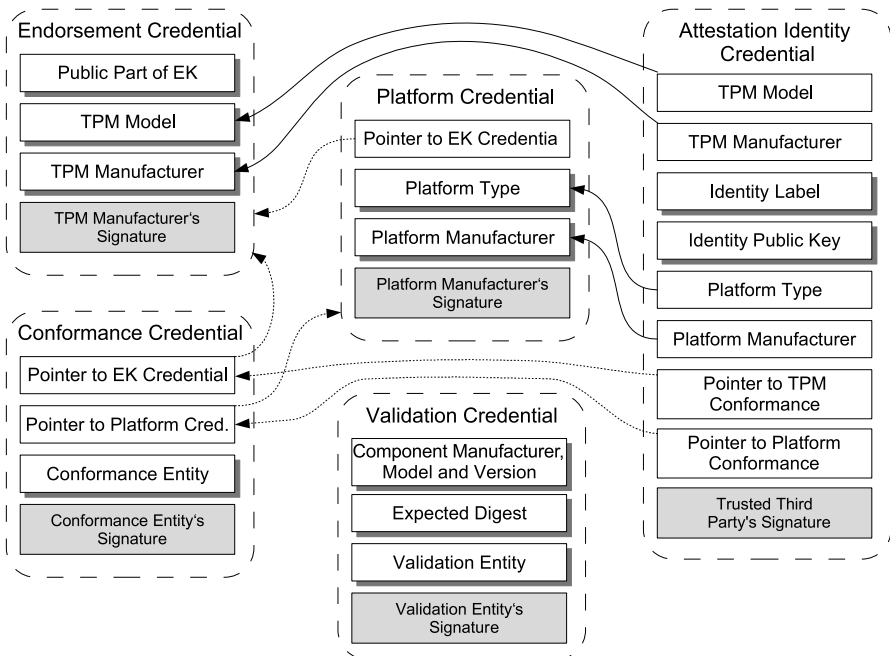 Endorsement Credential
Public Part of EK
TPM Model
TPM Manufacturer
TPM Manufacturer's
Signature
Conformance Credential
Pointer to EK Credential
Pointer to Platform Cred.
Conformance Entity
Conformance Entity's
Signature
Platform Credential
Pointer to EK Credentia
Platform Type
Platform Manufacturer
Platform Manufacturer's
Signature
Validation Credential
Component Manufacturer,
Model and Version
Expected Digest
Validation Entity
Validation Entity's
Signature
Attestation Identity
Credential
TPM Model
TPM Manufacturer
Identity Label
Identity Public Key
Platform Type
Platform Manufacturer
Pointer to TPM
Conformance
Pointer to Platform
Conformance
Trusted Third
Party's Signature